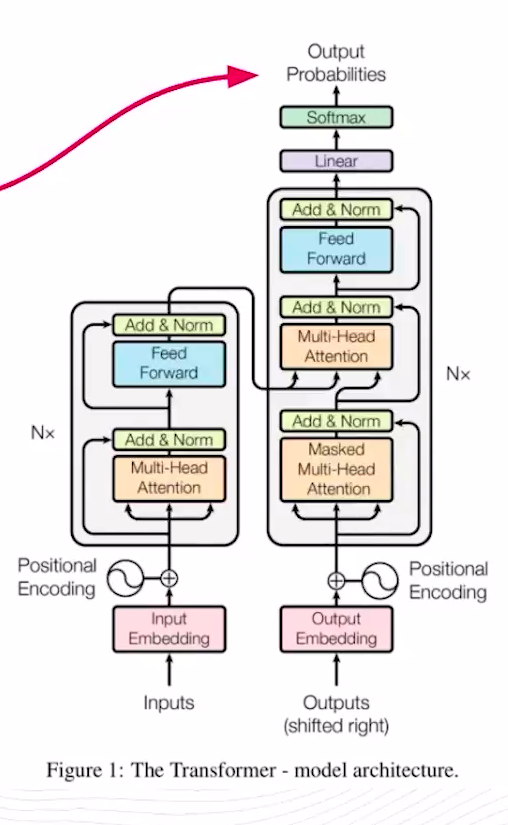 Output
Probabilities
Softmax
Linear
Add & Norm
Feed
Forward
Add & Norm
Multi-Head
Attention
Nx
Add & Norm
Masked
Multi-Head
Attention
Positional
Encoding
Output
Embedding
Outputs
(shifted right)
Add & Norm
Feed
Forward
Nx
Add & Norm
Multi-Head
Attention
Positional
Encoding
Input
Embedding
Inputs
Figure 1: The Transformer - model architecture.